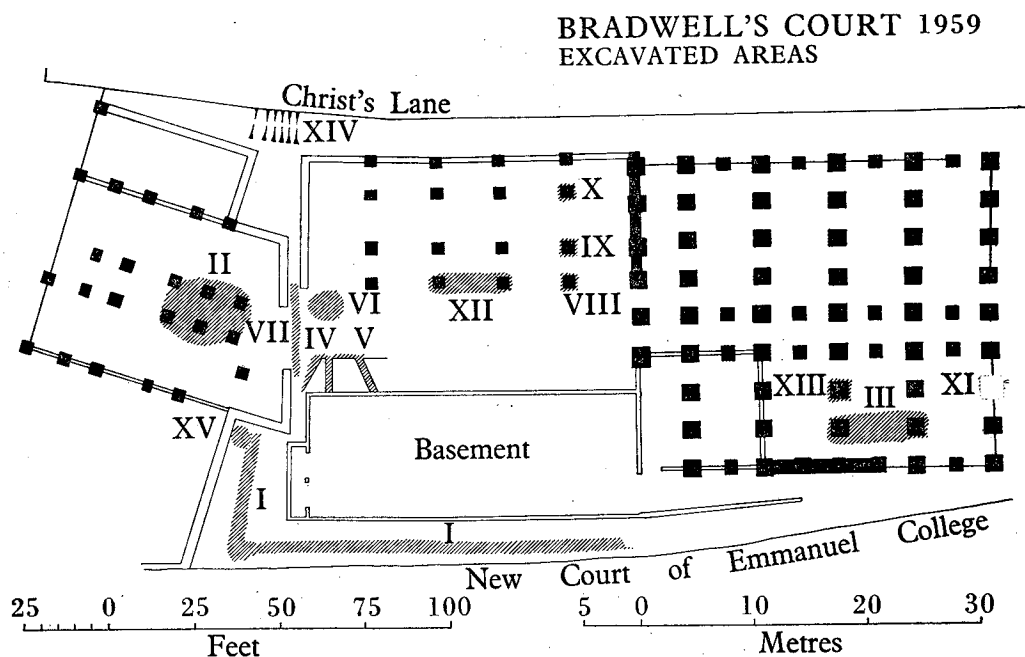 BRADWELL'S COURT 1959
EXCAVATED AREAS
Christ's Lane
XIV
X
IX
II
VI
XII
VIII
VII
IV
V
XIII
III
XI
XV
Basement
I
I
New Court of Emmanuel College
25 0 25 50 75 100
Feet
5 0 10 20 30
Metres